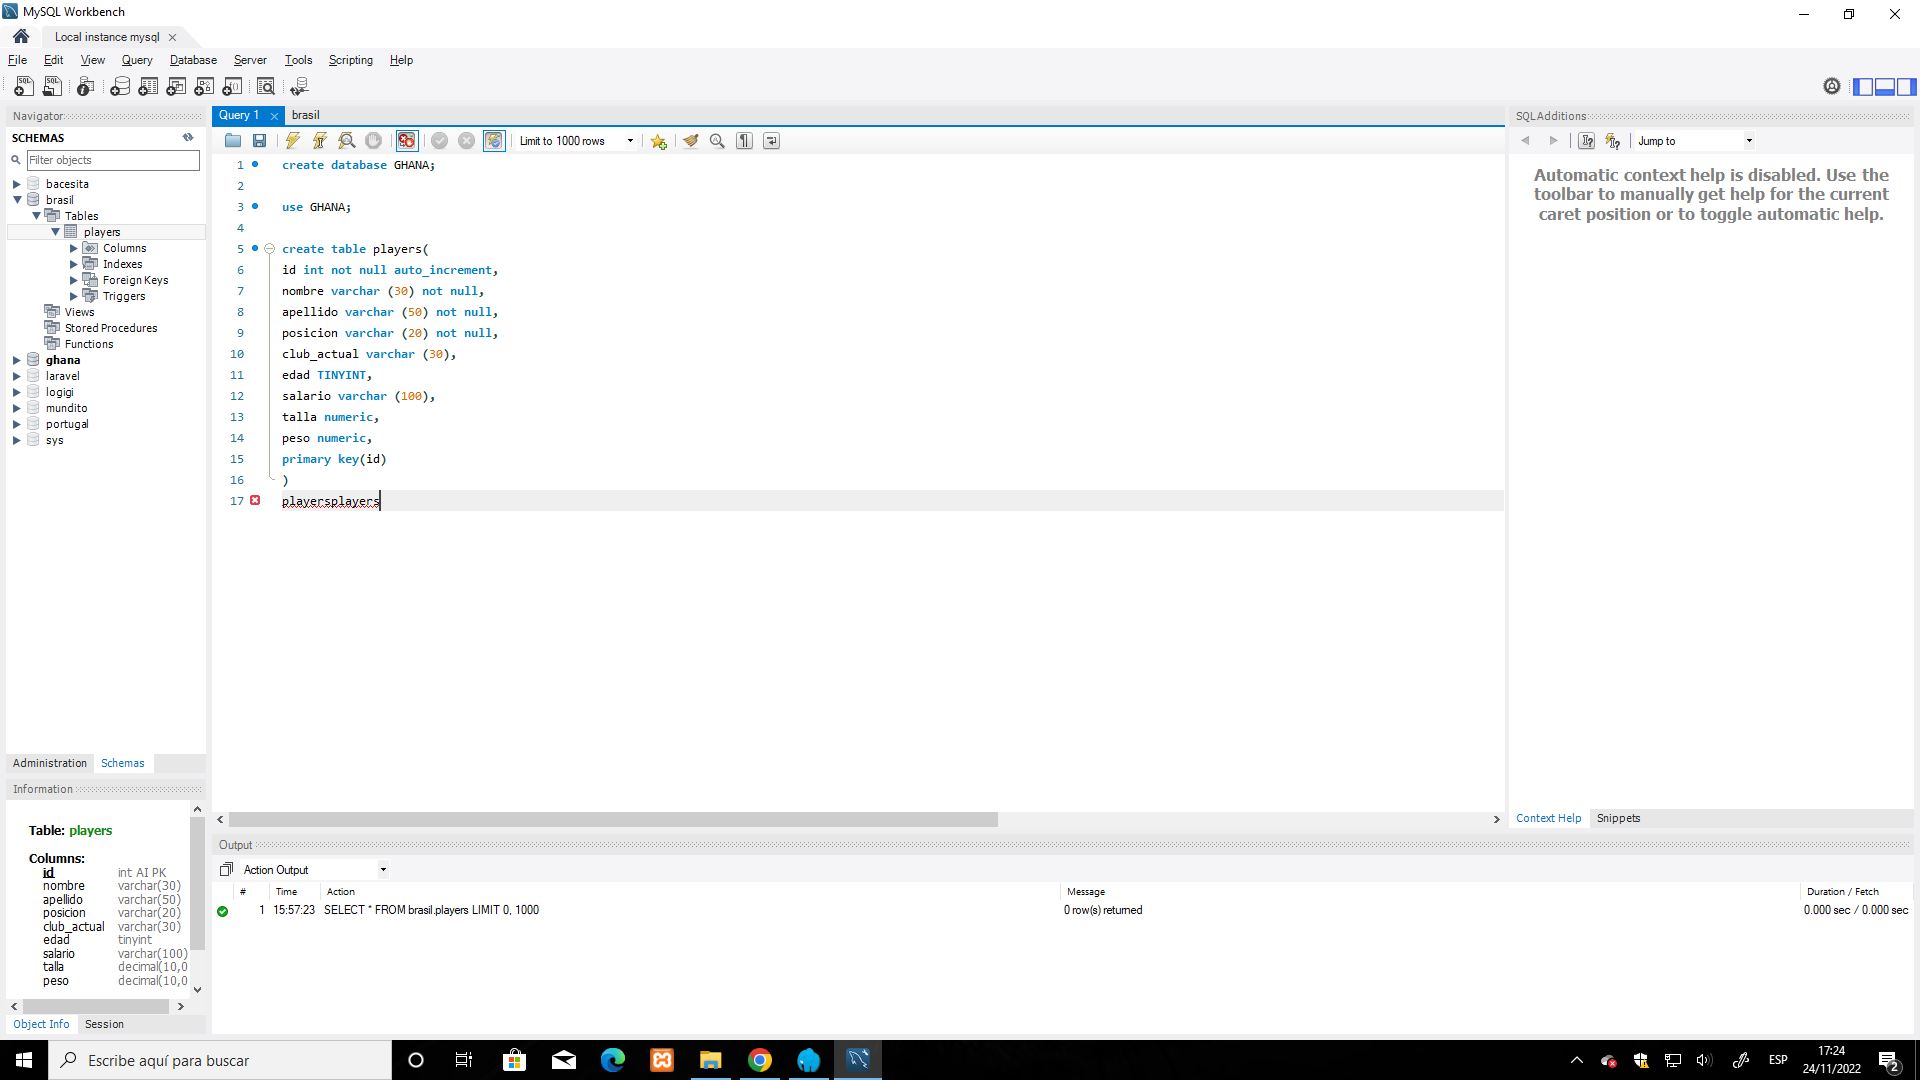 MySQL Workbench
Local instance mysql
File Edit View Query Database Server Tools Scripting Help
Navigator
SCHEMAS
Filter objects
bacesita
brasil
Tables
players
Columns
Indexes
Foreign Keys
Triggers
Views
Stored Procedures
Functions
ghana
laravel
logigi
mundito
portugal
sys
Administration Schemas
Information
Table: players
Columns:
id int AI PK
nombre varchar(30)
apellido varchar(50)
posicion varchar(20)
club_actual varchar(30)
edad tinyint
salario varchar(100)
talla decimal(10,0
peso decimal(10,0
Object Info Session
Query 1 brasil
Limit to 1000 rows
1 create database GHANA;
2
3 use GHANA;
4
5 create table players(
6 id int not null auto_increment,
7 nombre varchar (30) not null,
8 apellido varchar (50) not null,
9 posicion varchar (20) not null,
10 club_actual varchar (30),
11 edad TINYINT,
12 salario varchar (100),
13 talla numeric,
14 peso numeric,
15 primary key(id)
16 )
17 playersplayers
Output
Action Output
# Time Action Message Duration / Fetch
1 15:57:23 SELECT * FROM brasil.players LIMIT 0, 1000 0 row(s) returned 0.000 sec / 0.000 sec
SQLAdditions
Jump to
Automatic context help is disabled. Use the
toolbar to manually get help for the current
caret position or to toggle automatic help.
Context Help Snippets
Escribe aquí para buscar
ESP
17:24
24/11/2022
2